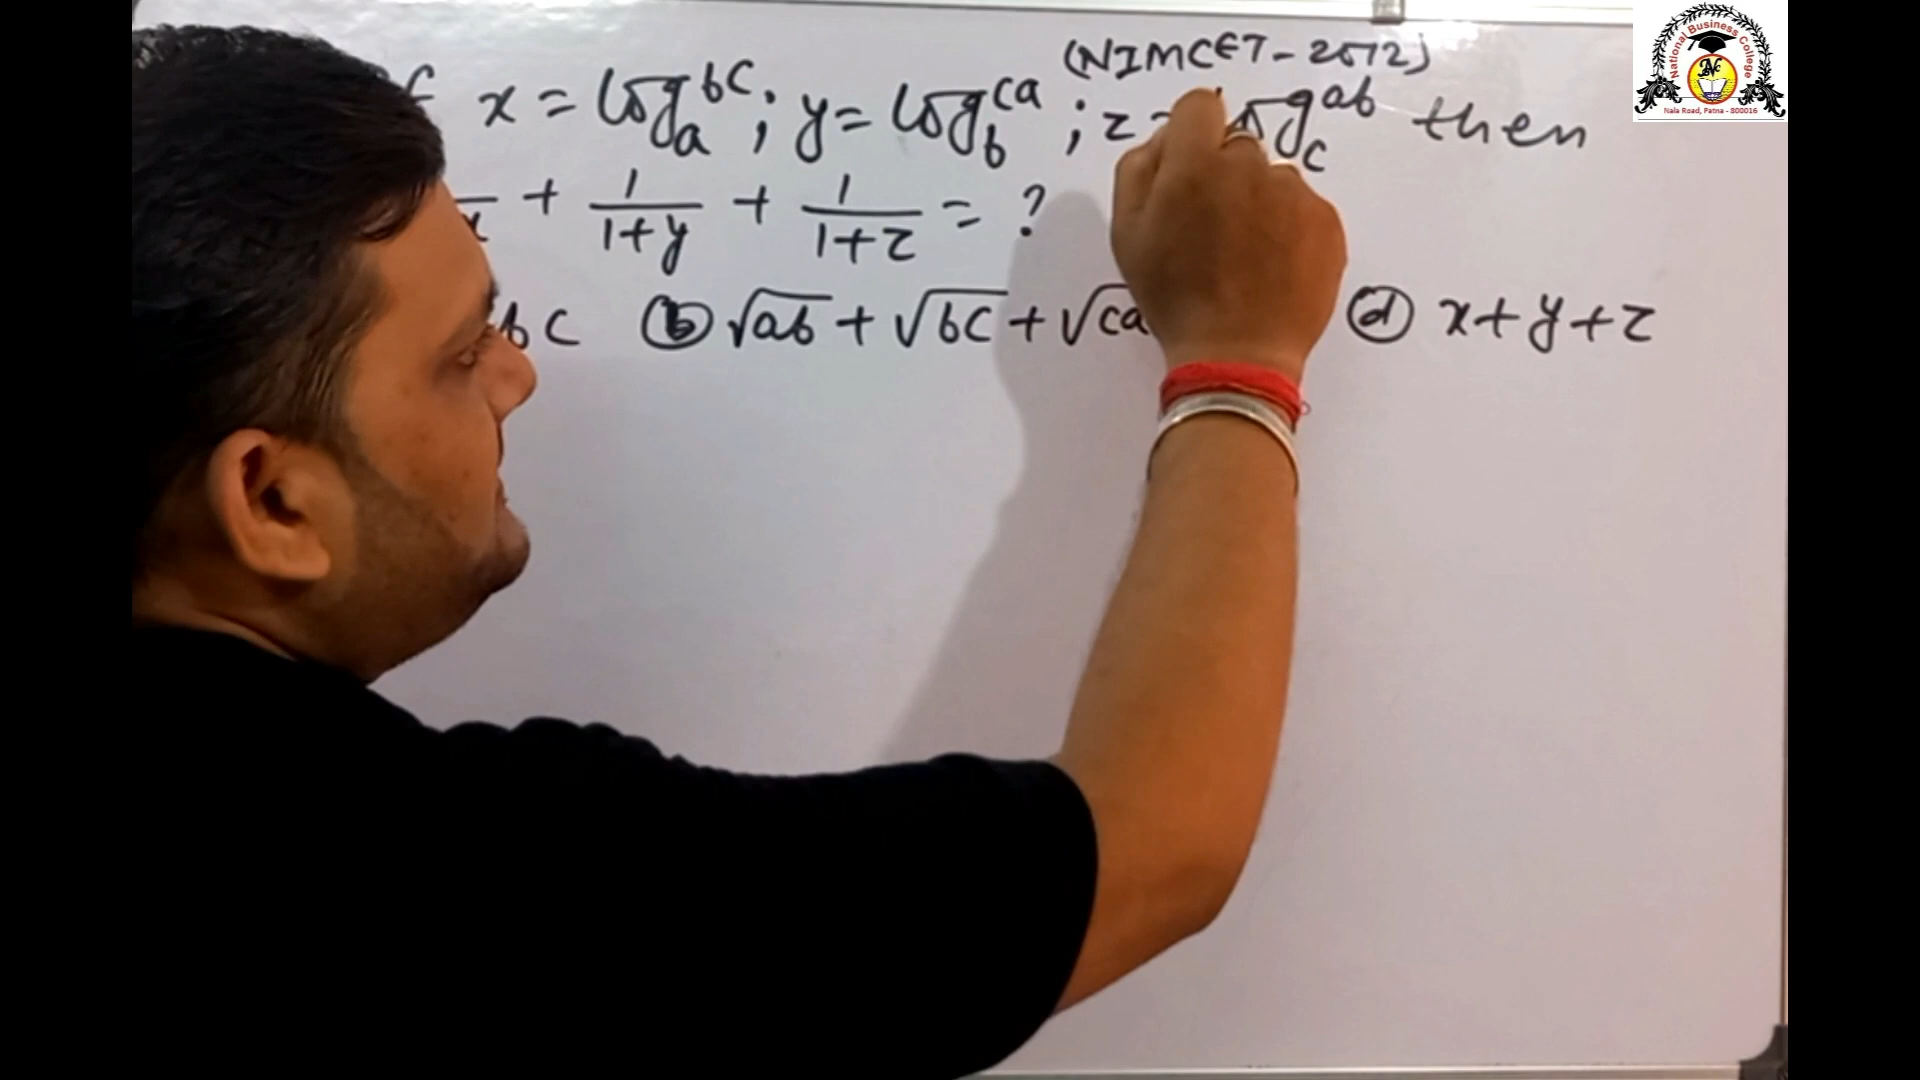 (NIMCET-2012)
x = log_a^bc ; y = log_b^ca ; z = log_c^ab then
+ 1/(1+y) + 1/(1+z) = ?
bc (b) √ab + √bc + √ca (d) x+y+z
National Business College
NBC
Nala Road, Patna - 800016